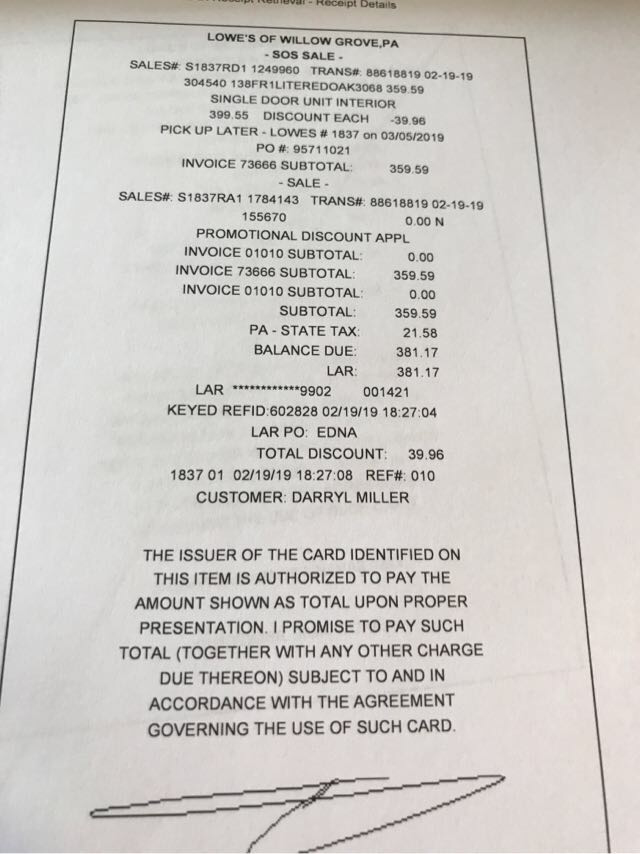 Receipt Retrieval - Receipt Details
LOWE'S OF WILLOW GROVE,PA
- SOS SALE -
SALES#: S1837RD1 1249960 TRANS#: 88618819 02-19-19
304540 138FR1LITEREDOAK3068 359.59
SINGLE DOOR UNIT INTERIOR
399.55 DISCOUNT EACH -39.96
PICK UP LATER - LOWES # 1837 on 03/05/2019
PO #: 95711021
INVOICE 73666 SUBTOTAL: 359.59
- SALE -
SALES#: S1837RA1 1784143 TRANS#: 88618819 02-19-19
155670 0.00 N
PROMOTIONAL DISCOUNT APPL
INVOICE 01010 SUBTOTAL: 0.00
INVOICE 73666 SUBTOTAL: 359.59
INVOICE 01010 SUBTOTAL: 0.00
SUBTOTAL: 359.59
PA - STATE TAX: 21.58
BALANCE DUE: 381.17
LAR: 381.17
LAR ************9902 001421
KEYED REFID:602828 02/19/19 18:27:04
LAR PO: EDNA
TOTAL DISCOUNT: 39.96
1837 01 02/19/19 18:27:08 REF#: 010
CUSTOMER: DARRYL MILLER
THE ISSUER OF THE CARD IDENTIFIED ON
THIS ITEM IS AUTHORIZED TO PAY THE
AMOUNT SHOWN AS TOTAL UPON PROPER
PRESENTATION. I PROMISE TO PAY SUCH
TOTAL (TOGETHER WITH ANY OTHER CHARGE
DUE THEREON) SUBJECT TO AND IN
ACCORDANCE WITH THE AGREEMENT
GOVERNING THE USE OF SUCH CARD.